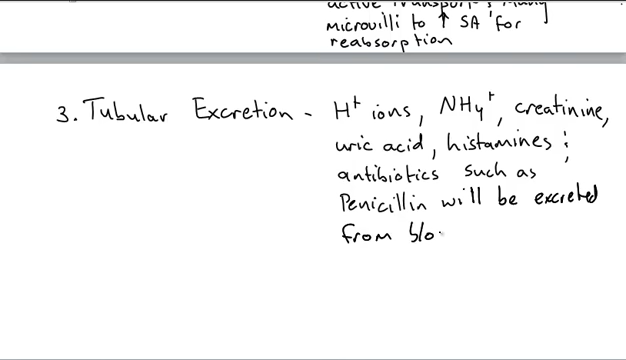 active transport & many
microvilli to ↑ SA for
reabsorption
3. Tubular Excretion - H+ ions, NH4+, creatinine,
uric acid, histamines &
antibiotics such as
Penicillin will be excreted
from blo